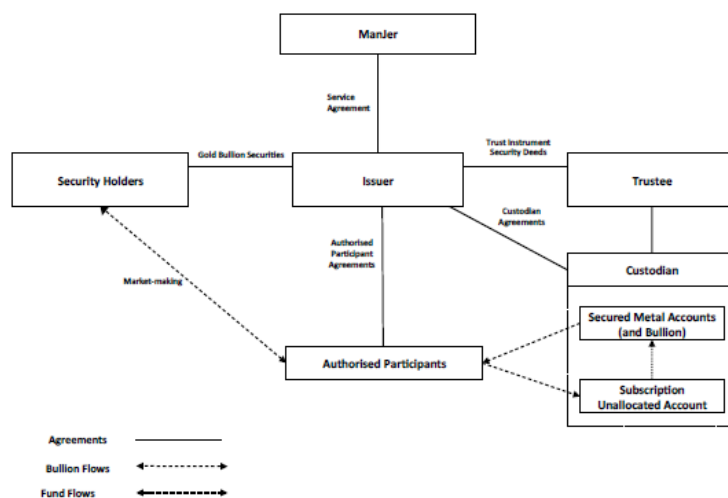 ManJer
Service
Agreement
Gold Bullion Securities
Trust Instrument
Security Deeds
Security Holders
Issuer
Trustee
Custodian
Agreements
Authorised
Participant
Agreements
Market-making
Custodian
Secured Metal Accounts
(and Bullion)
Authorised Participants
Subscription
Unallocated Account
Agreements
Bullion Flows
Fund Flows